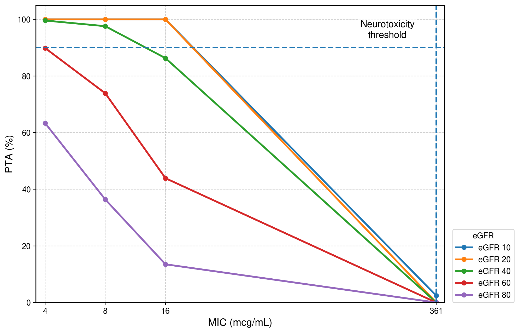 100
80
60
40
20
0
PTA (%)
Neurotoxicity
threshold
4
8
16
361
MIC (mcg/mL)
eGFR
eGFR 10
eGFR 20
eGFR 40
eGFR 60
eGFR 80